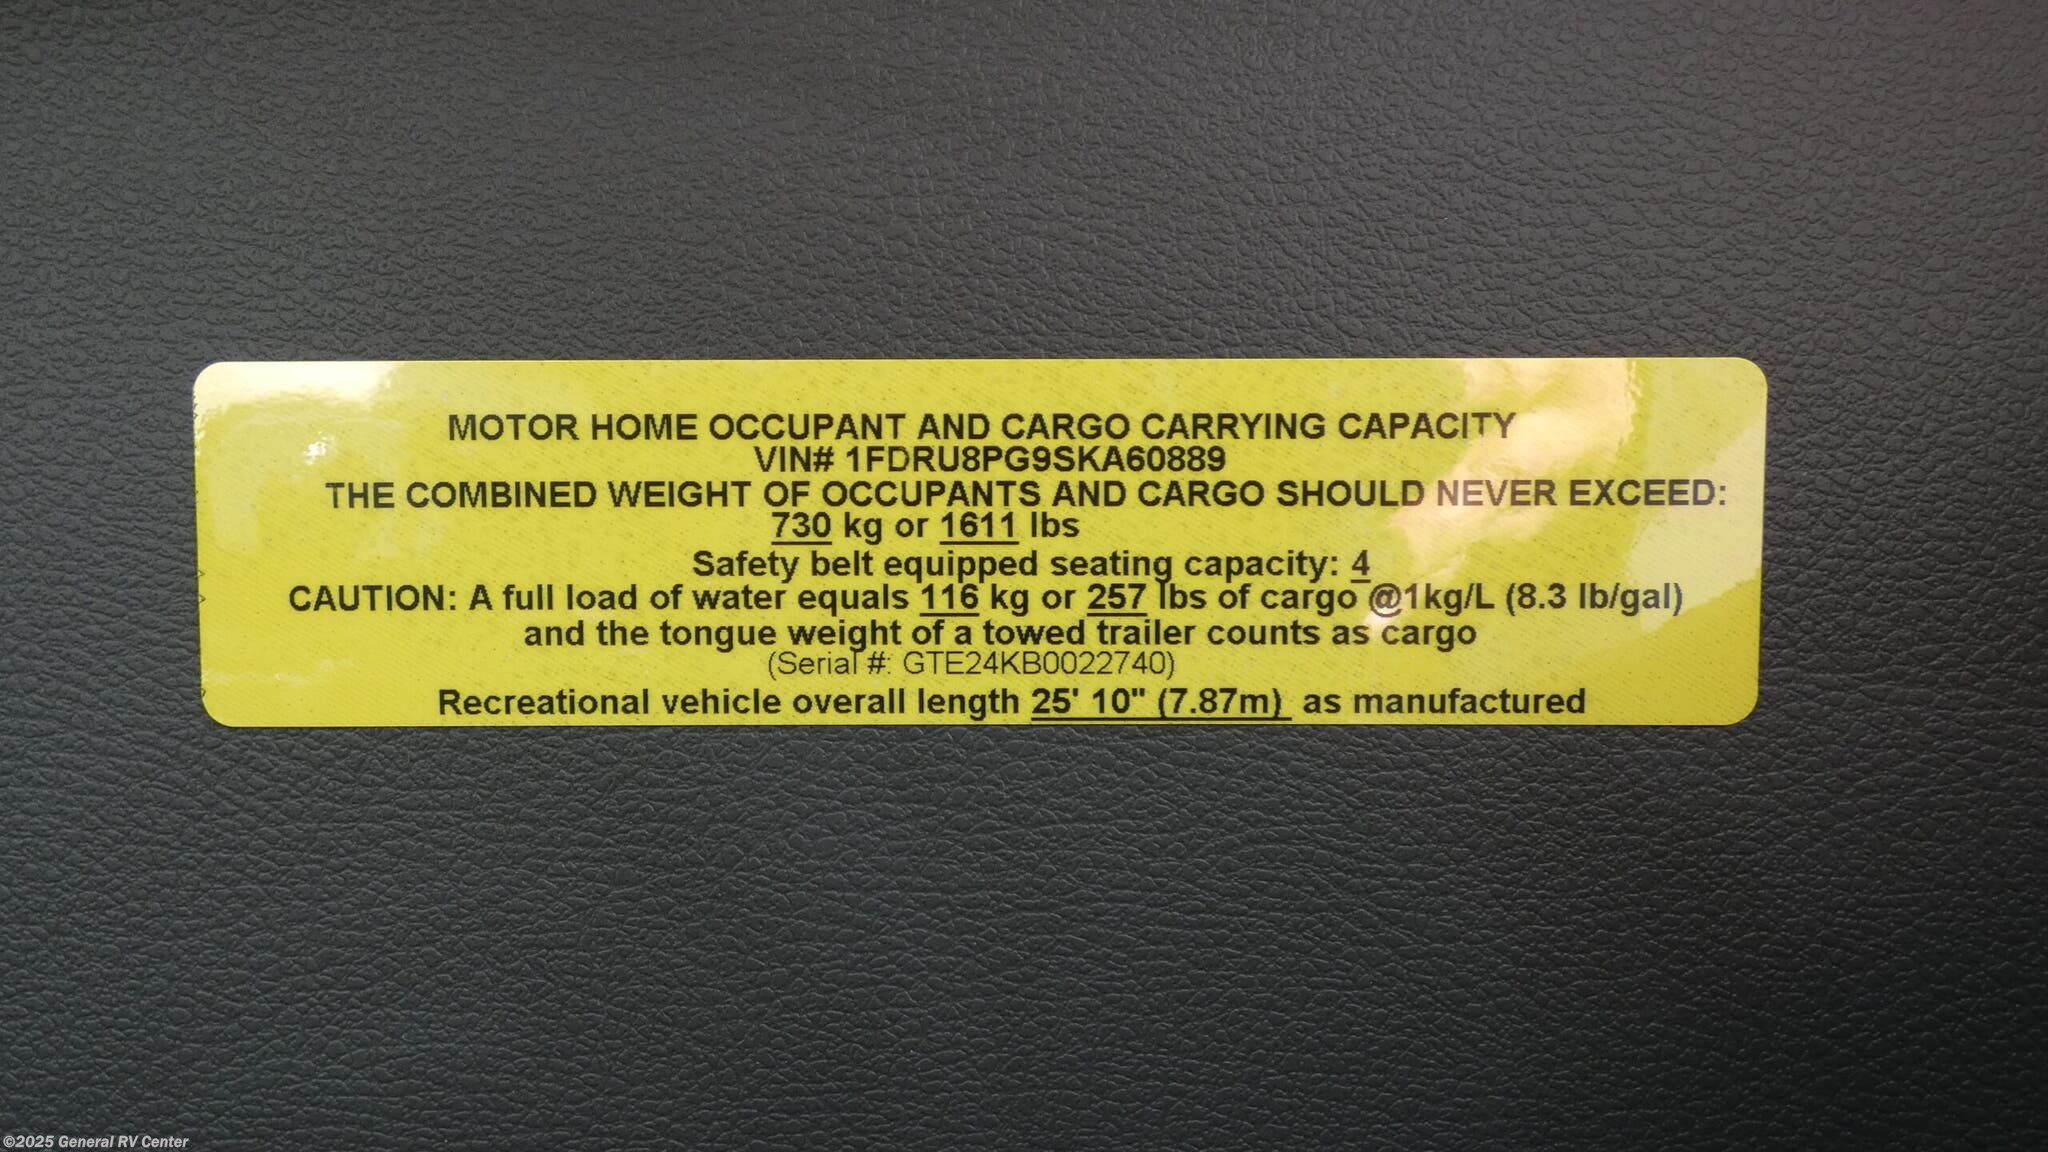 MOTOR HOME OCCUPANT AND CARGO CARRYING CAPACITY
VIN# 1FDRU8PG9SKA60889
THE COMBINED WEIGHT OF OCCUPANTS AND CARGO SHOULD NEVER EXCEED:
730 kg or 1611 lbs
Safety belt equipped seating capacity: 4
CAUTION: A full load of water equals 116 kg or 257 lbs of cargo @1kg/L (8.3 lb/gal)
and the tongue weight of a towed trailer counts as cargo
(Serial #: GTE24KB0022740)
Recreational vehicle overall length 25' 10" (7.87m) as manufactured
©2025 General RV Center